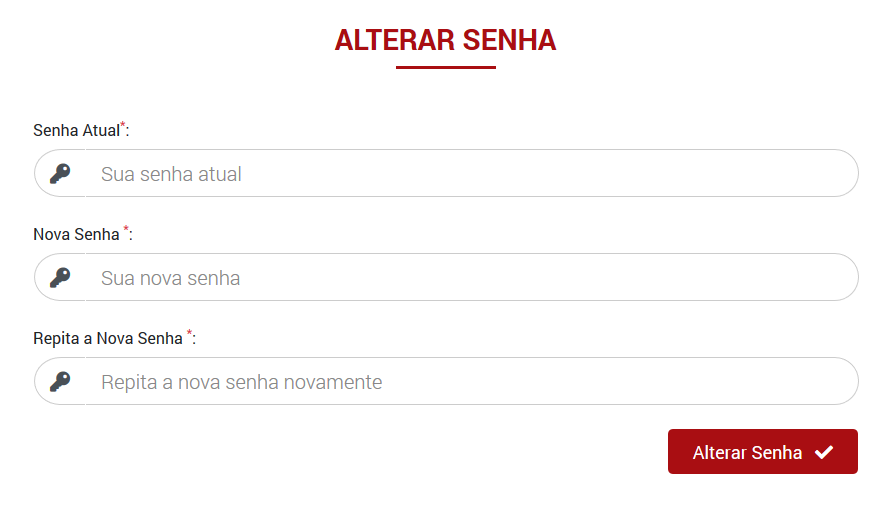 ALTERAR SENHA
Senha Atual*:
Sua senha atual
Nova Senha *:
Sua nova senha
Repita a Nova Senha *:
Repita a nova senha novamente
Alterar Senha